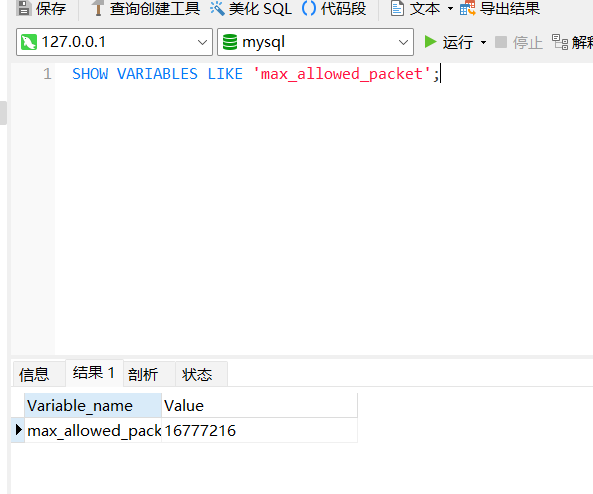 保存 查询创建工具 美化 SQL () 代码段 文本 导出结果
127.0.0.1 mysql 运行 停止 解释
1 SHOW VARIABLES LIKE 'max_allowed_packet';
信息 结果 1 剖析 状态
Variable_name Value
max_allowed_pack 16777216